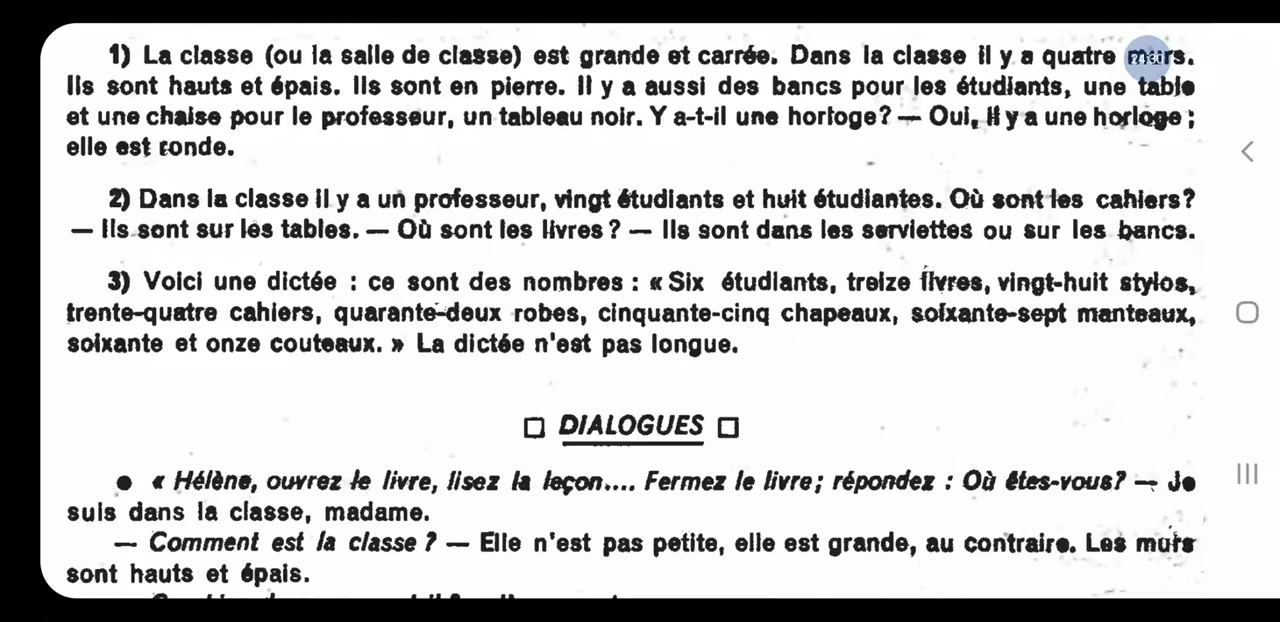 1) La classe (ou la salle de classe) est grande et carrée. Dans la classe il y a quatre murs.
24:30
Ils sont hauts et épais. Ils sont en pierre. Il y a aussi des bancs pour les étudiants, une table
et une chaise pour le professeur, un tableau noir. Y a-t-il une horloge? — Oui, il y a une horloge ;
elle est ronde.
2) Dans la classe il y a un professeur, vingt étudiants et huit étudiantes. Où sont les cahiers?
— Ils sont sur les tables. — Où sont les livres ? — Ils sont dans les serviettes ou sur les bancs.
3) Voici une dictée : ce sont des nombres : « Six étudiants, treize livres, vingt-huit stylos,
trente-quatre cahiers, quarante-deux robes, cinquante-cinq chapeaux, soixante-sept manteaux,
soixante et onze couteaux. » La dictée n'est pas longue.
DIALOGUES
● « Hélène, ouvrez le livre, lisez la leçon.... Fermez le livre; répondez : Où êtes-vous? — Je
suis dans la classe, madame.
— Comment est la classe ? — Elle n'est pas petite, elle est grande, au contraire. Les murs
sont hauts et épais.